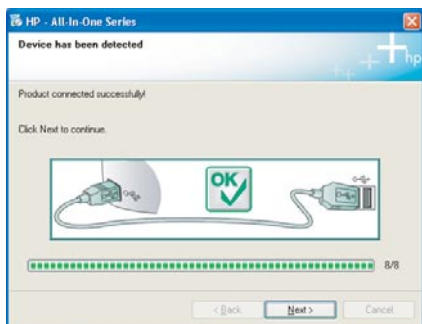 HP - All-In-One Series
Device has been detected
hp
Product connected successfully!
Click Next to continue.
OK
8/8
< Back Next > Cancel